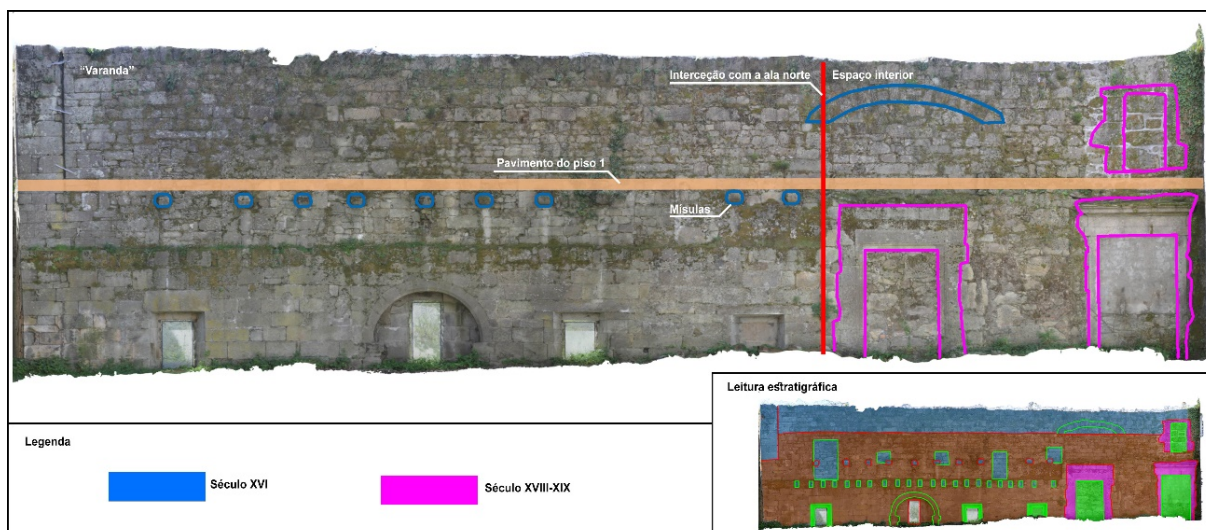 “Varanda”
Interceção com a ala norte
Espaço interior
Pavimento do piso 1
Mísulas
Leitura estratigráfica
Legenda
Século XVI
Século XVIII-XIX